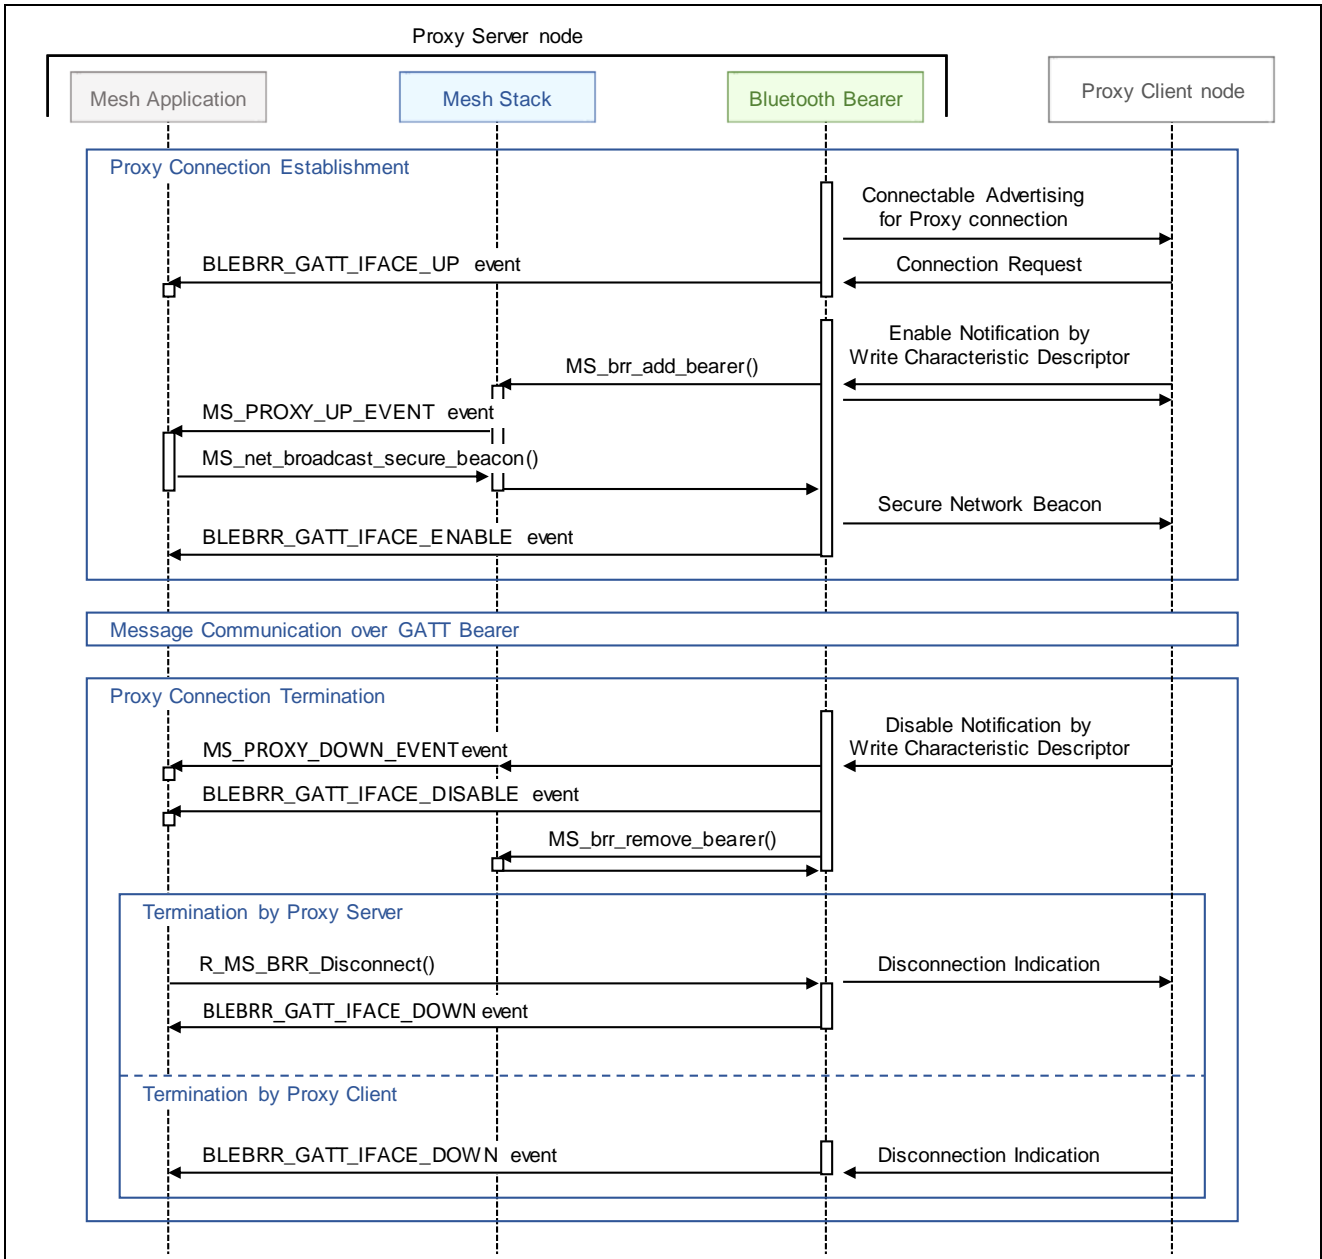 Proxy Server node
Mesh Application
Mesh Stack
Bluetooth Bearer
Proxy Client node
Proxy Connection Establishment
Connectable Advertising
for Proxy connection
BLEBRR_GATT_IFACE_UP event
Connection Request
Enable Notification by
Write Characteristic Descriptor
MS_brr_add_bearer()
MS_PROXY_UP_EVENT event
MS_net_broadcast_secure_beacon()
Secure Network Beacon
BLEBRR_GATT_IFACE_ENABLE event
Message Communication over GATT Bearer
Proxy Connection Termination
Disable Notification by
Write Characteristic Descriptor
MS_PROXY_DOWN_EVENT event
BLEBRR_GATT_IFACE_DISABLE event
MS_brr_remove_bearer()
Termination by Proxy Server
R_MS_BRR_Disconnect()
Disconnection Indication
BLEBRR_GATT_IFACE_DOWN event
Termination by Proxy Client
BLEBRR_GATT_IFACE_DOWN event
Disconnection Indication